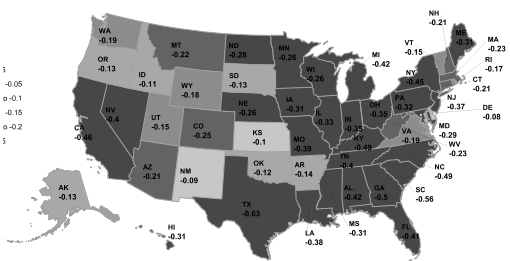 NH
-0.21
WA
-0.19
ME
-0.31
MA
-0.23
VT
-0.15
MT
-0.22
ND
-0.28
MN
-0.26
MI
-0.42
OR
-0.13
RI
-0.17
WI
-0.26
NY
-0.45
CT
-0.21
ID
-0.11
SD
-0.13
-0.05
-0.1
-0.15
-0.2
WY
-0.18
NE
-0.26
IA
-0.31
OH
-0.35
PA
-0.32
NJ
-0.37
NV
-0.4
IL
-0.33
IN
-0.35
DE
-0.08
CA
-0.46
UT
-0.15
CO
-0.25
KS
-0.1
MO
-0.39
KY
-0.49
VA
-0.19
MD
-0.29
WV
-0.23
AZ
-0.21
NM
-0.09
OK
-0.12
AR
-0.14
TN
-0.4
NC
-0.49
AK
-0.13
AL
-0.42
GA
-0.5
SC
-0.56
TX
-0.63
HI
-0.31
LA
-0.38
MS
-0.31
FL
-0.41